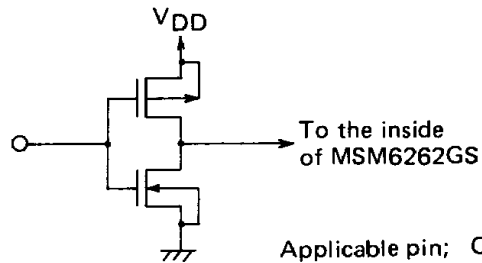 VDD
To the inside
of MSM6262GS
Applicable pin;